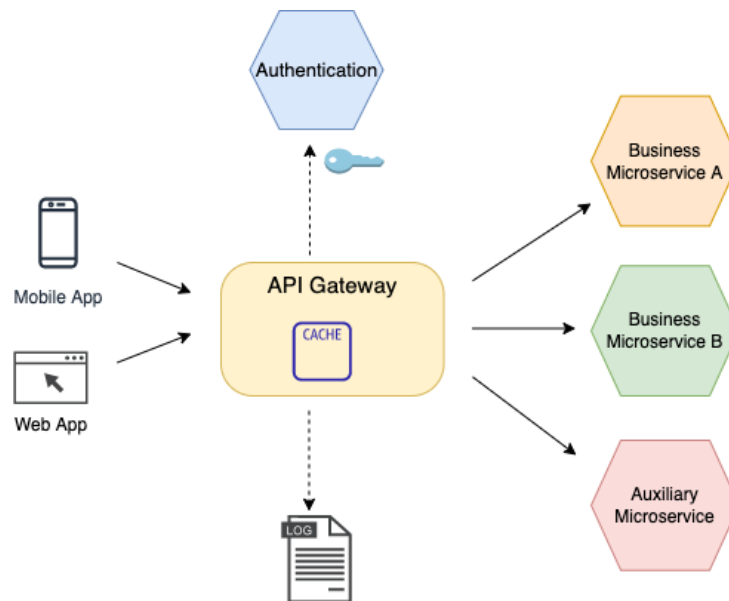 Authentication
Business
Microservice A
Mobile App
API Gateway
CACHE
Business
Microservice B
Web App
LOG
Auxiliary
Microservice